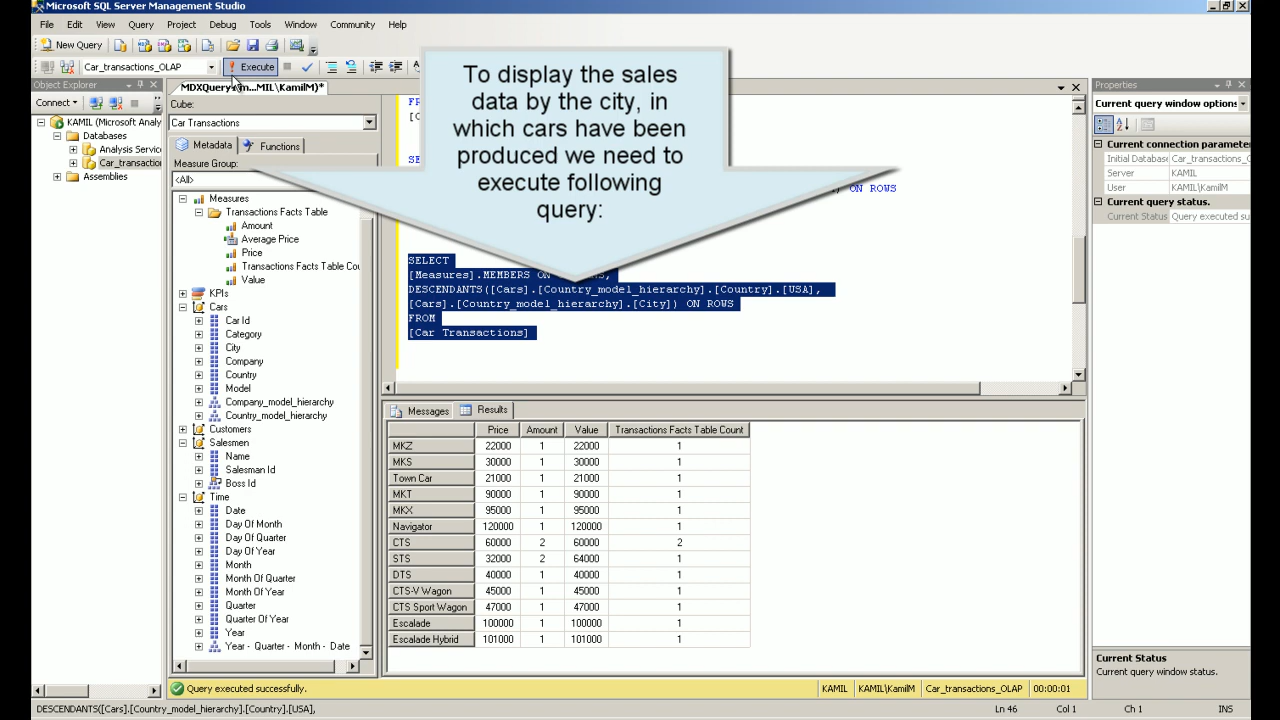 Microsoft SQL Server Management Studio
File Edit View Query Project Debug Tools Window Community Help
New Query
Car_transactions_OLAP
Execute
Object Explorer
Connect
KAMIL (Microsoft Analy
Databases
Analysis Service
Car_transactio
Assemblies
Cube:
Car Transactions
Metadata Functions
Measure Group:
<All>
Measures
Transactions Facts Table
Amount
Average Price
Price
Transactions Facts Table Cou
Value
KPIs
Cars
Car Id
Category
City
Company
Country
Model
Company_model_hierarchy
Country_model_hierarchy
Customers
Salesmen
Name
Salesman Id
Boss Id
Time
Date
Day Of Month
Day Of Quarter
Day Of Year
Month
Month Of Quarter
Month Of Year
Quarter
Quarter Of Year
Year
Year - Quarter - Month - Date
To display the sales
data by the city, in
which cars have been
produced we need to
execute following
query:
) ON ROWS
SELECT
[Measures].MEMBERS
DESCENDANTS([Cars].[Country_model_hierarchy].[Country].[USA],
[Cars].[Country_model_hierarchy].[City]) ON ROWS
FROM
[Car Transactions]
Messages Results
Price Amount Value Transactions Facts Table Count
MKZ 22000 1 22000 1
MKS 30000 1 30000 1
Town Car 21000 1 21000 1
MKT 90000 1 90000 1
MKX 95000 1 95000 1
Navigator 120000 1 120000 1
CTS 60000 2 60000 2
STS 32000 2 64000 1
DTS 40000 1 40000 1
CTS-V Wagon 45000 1 45000 1
CTS Sport Wagon 47000 1 47000 1
Escalade 100000 1 100000 1
Escalade Hybrid 101000 1 101000 1
Query executed successfully.
KAMIL KAMIL\KamilM Car_transactions_OLAP 00:00:01
Properties
Current query window options
Current connection parameter
Initial Database Car_transactions_O
Server KAMIL
User KAMIL\KamilM
Current query status.
Current Status Query executed su
Current Status
Current query window status.
DESCENDANTS([Cars].[Country_model_hierarchy].[Country].[USA],
Ln 46 Col 1 Ch 1 INS